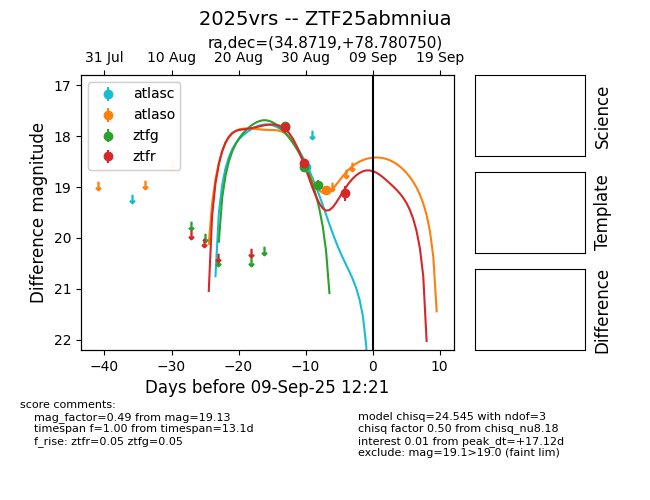 2025vrs -- ZTF25abmniua
ra,dec=(34.8719,+78.780750)
31 Jul 10 Aug 20 Aug 30 Aug 09 Sep 19 Sep
atlasc
atlaso
ztfg
ztfr
17
18
19
20
21
22
Difference magnitude
−40 −30 −20 −10 0 10
Days before 09-Sep-25 12:21
Science
Template
Difference
score comments:
mag_factor=0.49 from mag=19.13
timespan f=1.00 from timespan=13.1d
f_rise: ztfr=0.05 ztfg=0.05
model chisq=24.545 with ndof=3
chisq factor 0.50 from chisq_nu8.18
interest 0.01 from peak_dt=+17.12d
exclude: mag=19.1>19.0 (faint lim)